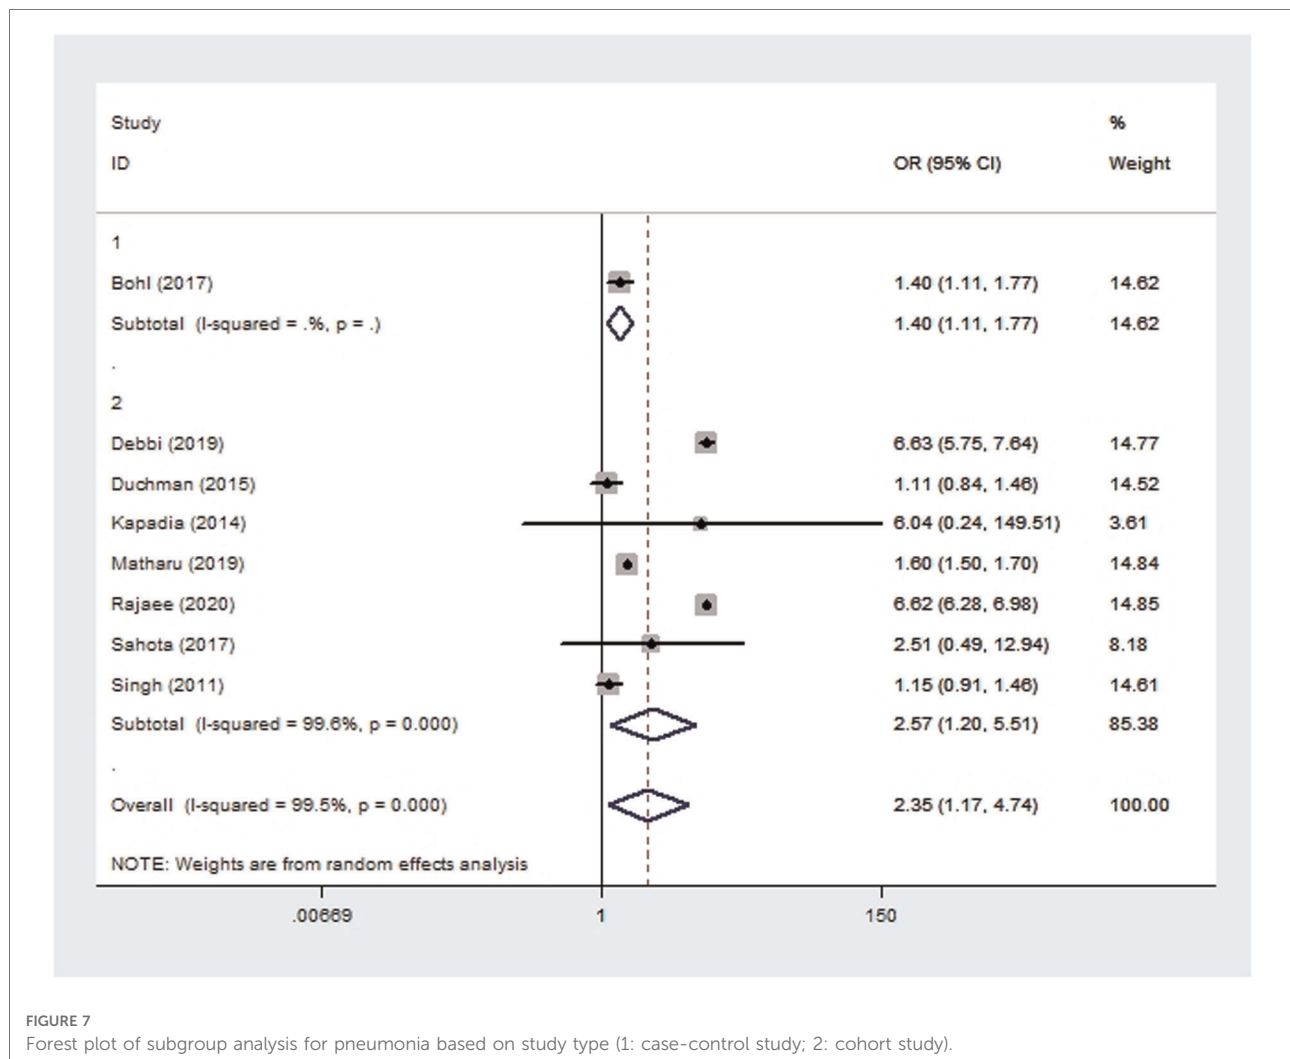 Study %
ID OR (95% CI) Weight
1
Bohl (2017) 1.40 (1.11, 1.77) 14.62
Subtotal (I-squared = .%, p = .) 1.40 (1.11, 1.77) 14.62
.
2
Debbi (2019) 6.63 (5.75, 7.64) 14.77
Duchman (2015) 1.11 (0.84, 1.46) 14.52
Kapadia (2014) 6.04 (0.24, 149.51) 3.61
Matharu (2019) 1.60 (1.50, 1.70) 14.84
Rajaee (2020) 6.62 (6.28, 6.98) 14.85
Sahota (2017) 2.51 (0.49, 12.94) 8.18
Singh (2011) 1.15 (0.91, 1.46) 14.61
Subtotal (I-squared = 99.6%, p = 0.000) 2.57 (1.20, 5.51) 85.38
.
Overall (I-squared = 99.5%, p = 0.000) 2.35 (1.17, 4.74) 100.00
NOTE: Weights are from random effects analysis
.00669 1 150
FIGURE 7
Forest plot of subgroup analysis for pneumonia based on study type (1: case-control study; 2: cohort study).